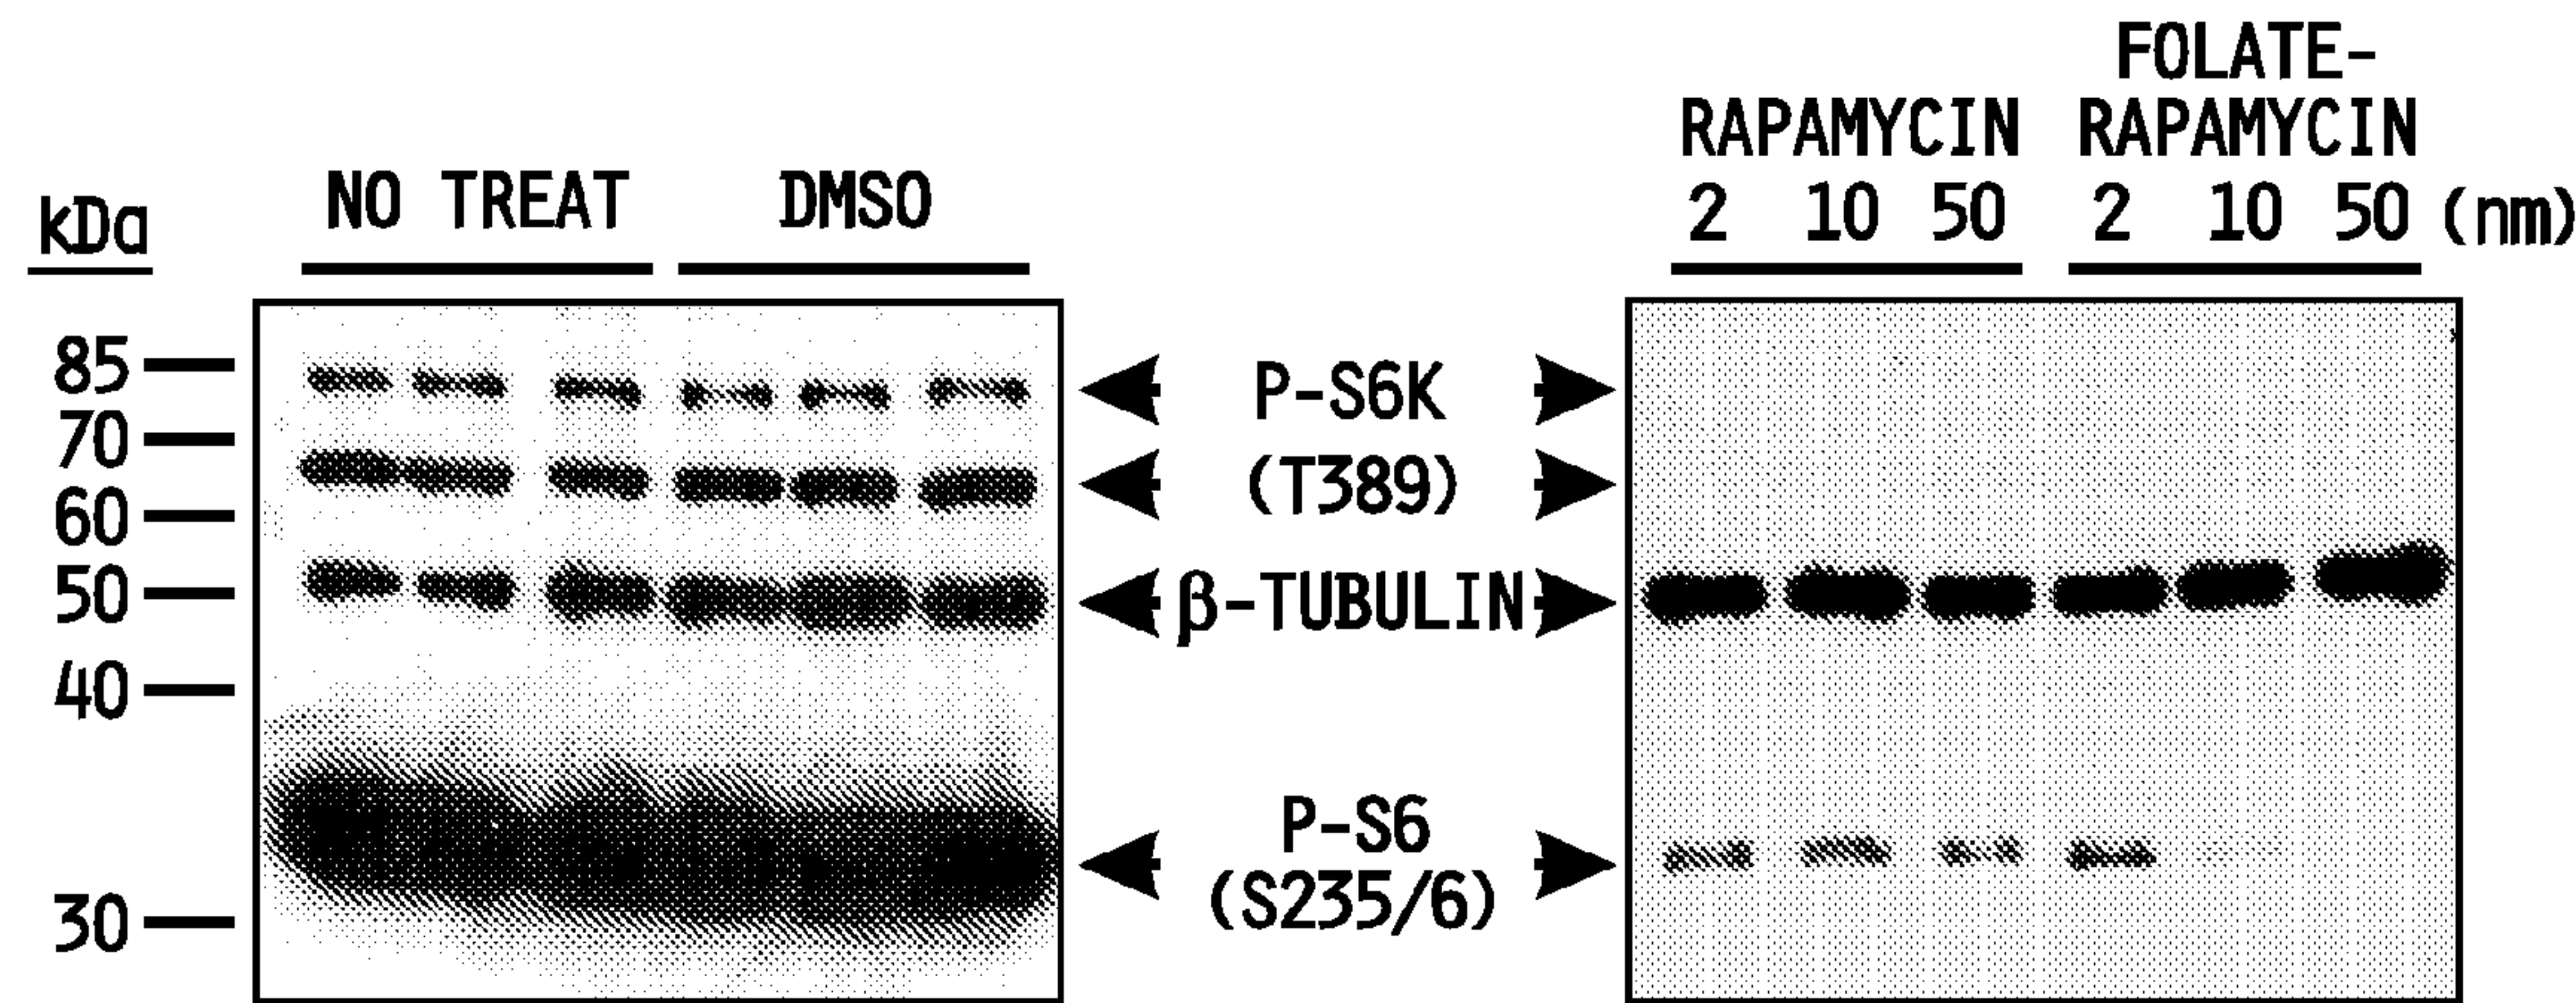 kDa
NO TREAT
DMSO
85
70
60
50
40
30
P-S6K
(T389)
β-TUBULIN
P-S6
(S235/6)
RAPAMYCIN
2 10 50
FOLATE-
RAPAMYCIN
2 10 50 (nm)